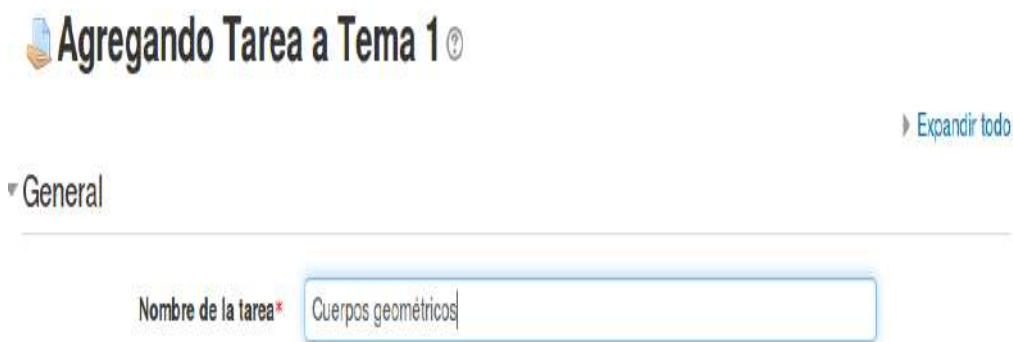 Agregando Tarea a Tema 1
Expandir todo
General
Nombre de la tarea* Cuerpos geométricos